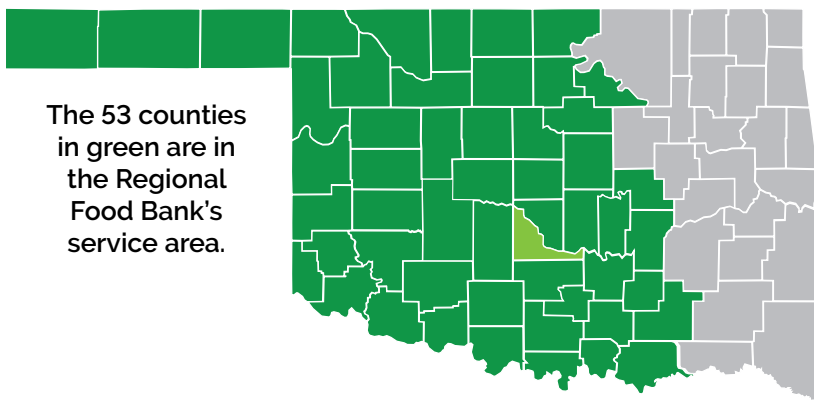 The 53 counties
in green are in
the Regional
Food Bank's
service area.